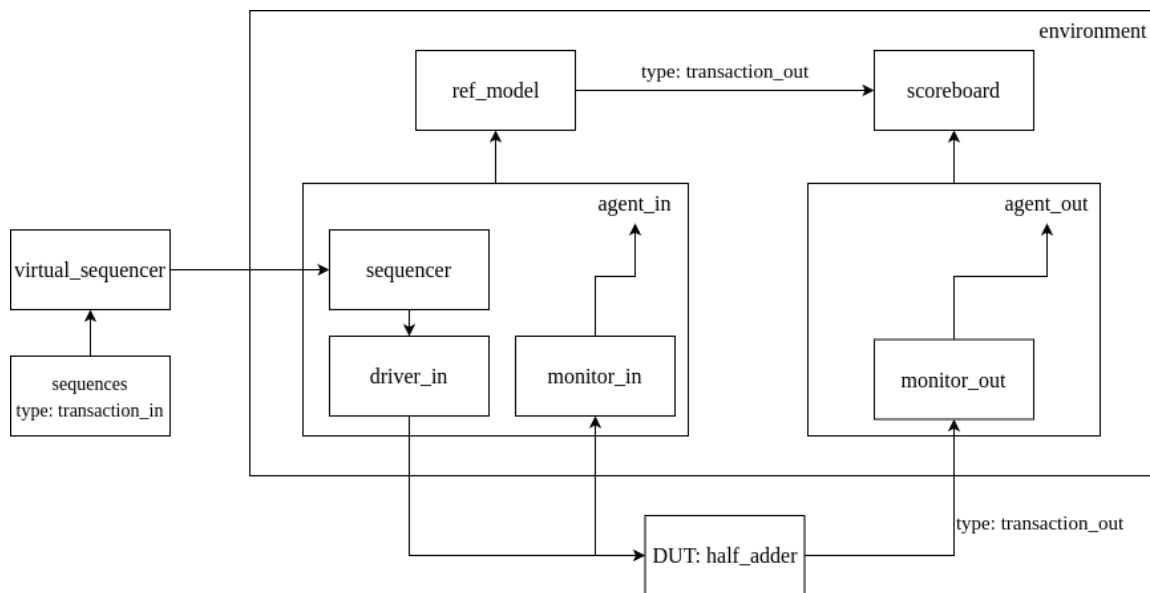 environment
ref_model
type: transaction_out
scoreboard
agent_in
agent_out
virtual_sequencer
sequencer
sequences
type: transaction_in
driver_in
monitor_in
monitor_out
type: transaction_out
DUT: half_adder